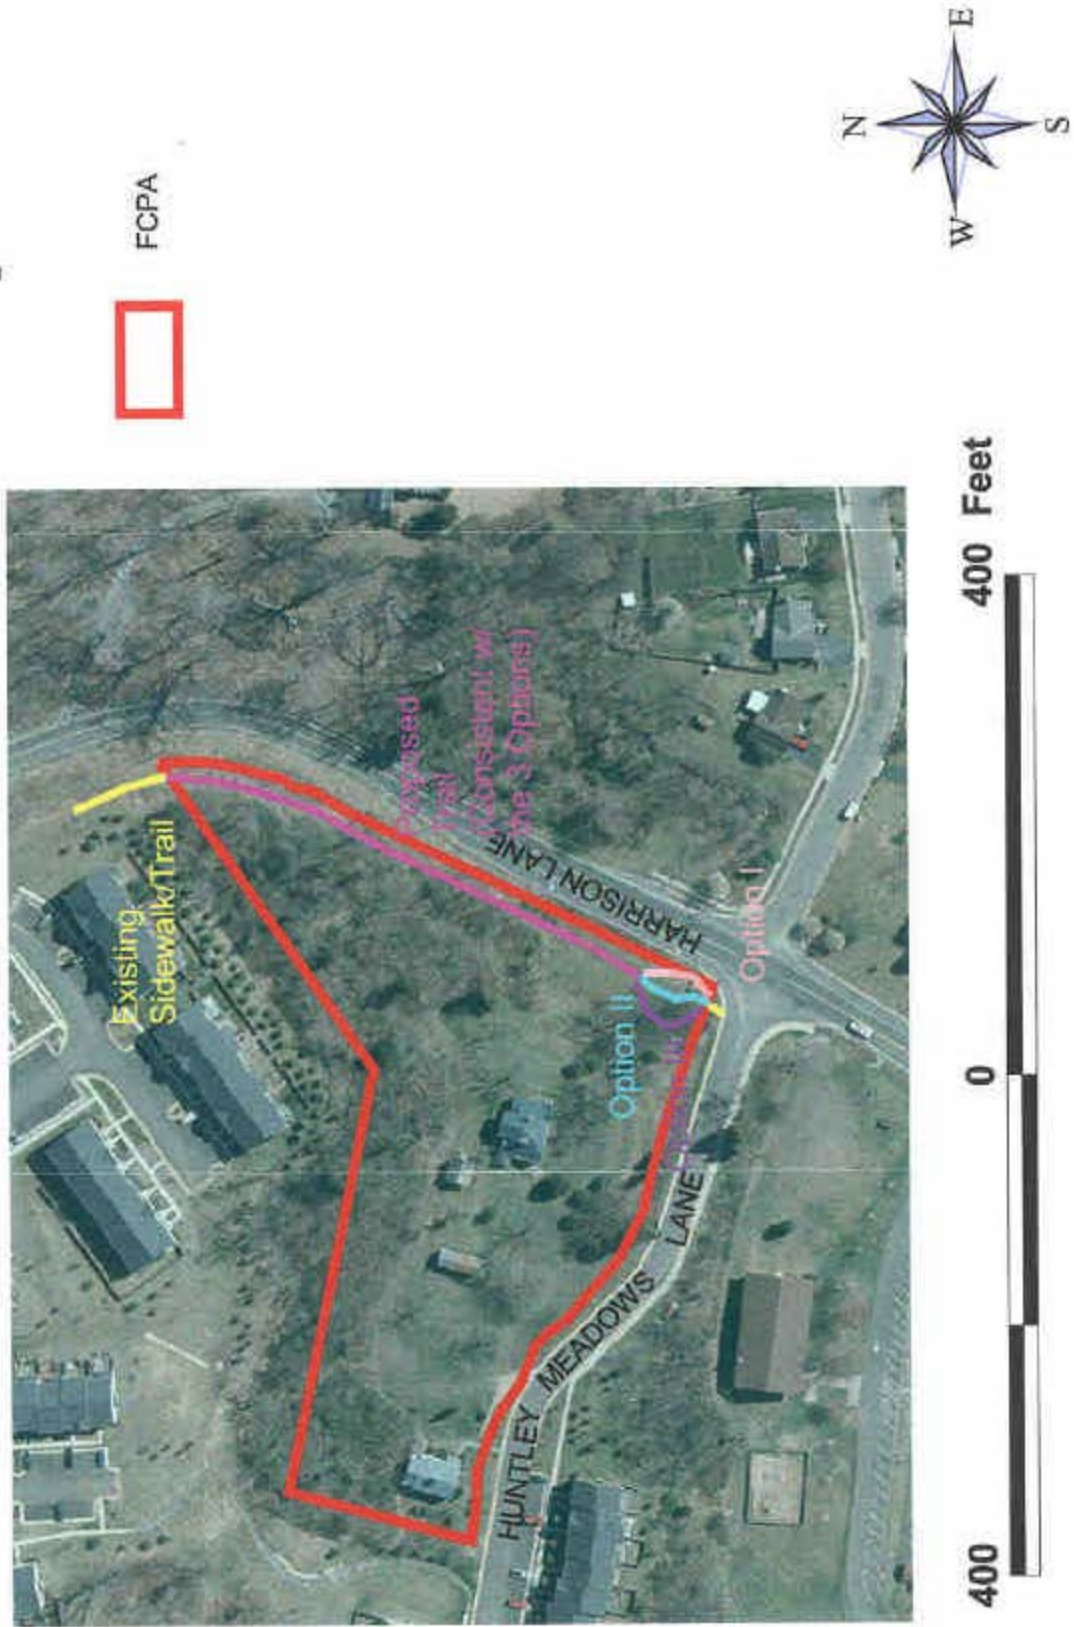 FCPA
N
E
S
W
Existing
Sidewalk/Trail
Proposed
Trail
(Consistant w/
the 3 Options)
HARRISON LANE
Option I
Option II
HUNTLEY MEADOWS LANE
400 0 400 Feet